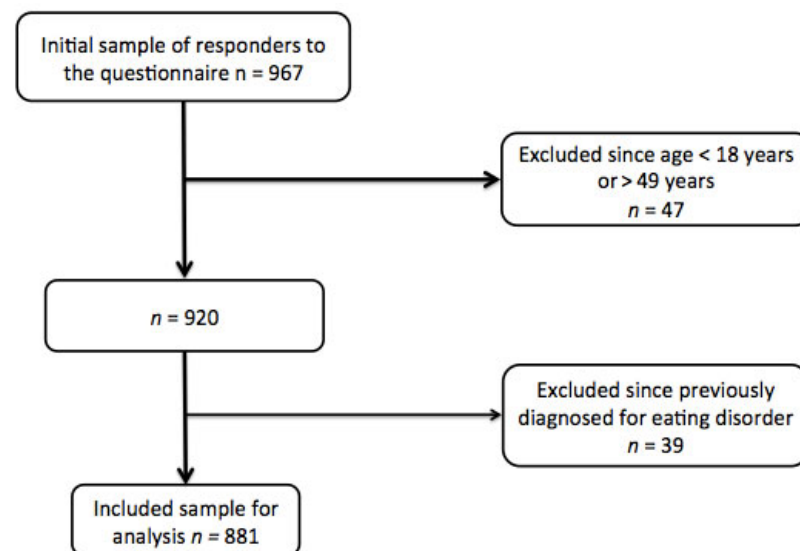 Initial sample of responders to
the questionnaire n = 967
Excluded since age < 18 years
or > 49 years
n = 47
n = 920
Excluded since previously
diagnosed for eating disorder
n = 39
Included sample for
analysis n = 881